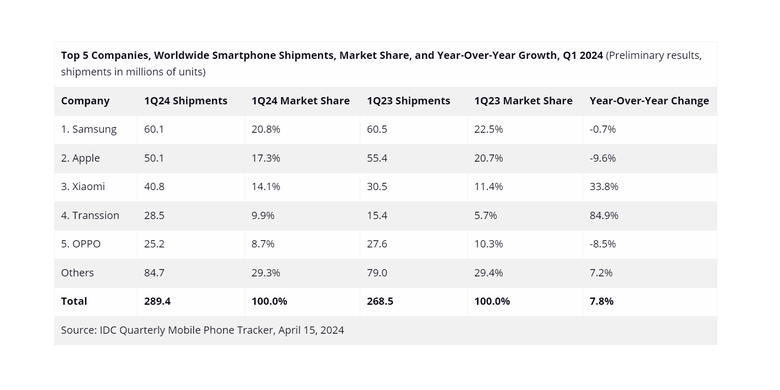 Top 5 Companies, Worldwide Smartphone Shipments, Market Share, and Year-Over-Year Growth, Q1 2024 (Preliminary results,
shipments in millions of units)
Company 1Q24 Shipments 1Q24 Market Share 1Q23 Shipments 1Q23 Market Share Year-Over-Year Change
1. Samsung 60.1 20.8% 60.5 22.5% -0.7%
2. Apple 50.1 17.3% 55.4 20.7% -9.6%
3. Xiaomi 40.8 14.1% 30.5 11.4% 33.8%
4. Transsion 28.5 9.9% 15.4 5.7% 84.9%
5. OPPO 25.2 8.7% 27.6 10.3% -8.5%
Others 84.7 29.3% 79.0 29.4% 7.2%
Total 289.4 100.0% 268.5 100.0% 7.8%
Source: IDC Quarterly Mobile Phone Tracker, April 15, 2024